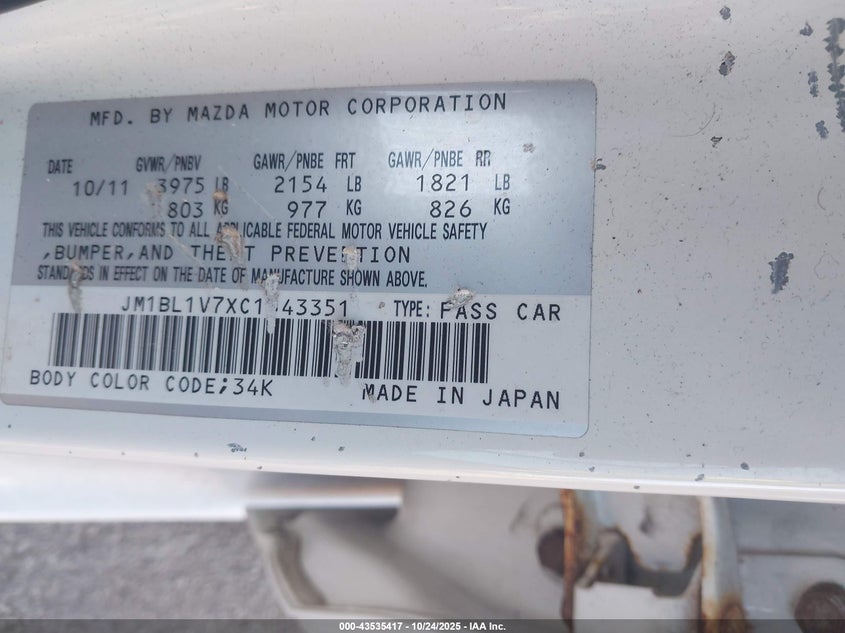 MFD. BY MAZDA MOTOR CORPORATION
DATE GVWR/PNBV GAWR/PNBE FRT GAWR/PNBE RR
10/11 3975 LB 2154 LB 1821 LB
803 KG 977 KG 826 KG
THIS VEHICLE CONFORMS TO ALL APPLICABLE FEDERAL MOTOR VEHICLE SAFETY
,BUMPER,AND THEFT PREVENTION
STANDARDS IN EFFECT ON THE DATE OF MANUFACTURE SHOWN ABOVE.
TYPE: PASS CAR
BODY COLOR CODE;34K MADE IN JAPAN
000-43535417 - 10/24/2025 - IAA Inc.